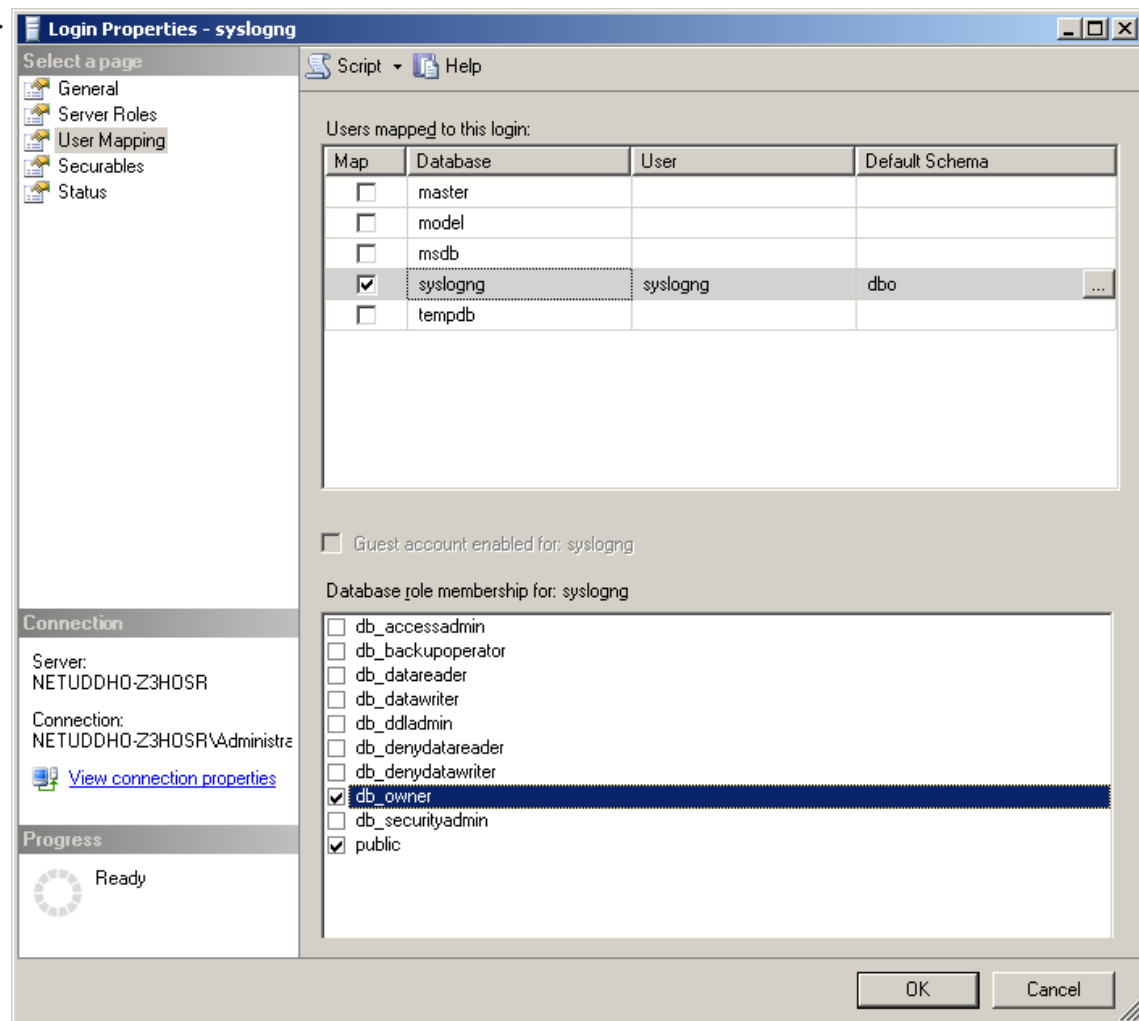 Login Properties - syslogng
Select a page
General
Server Roles
User Mapping
Securables
Status
Script
Help
Users mapped to this login:
Map Database User Default Schema
master
model
msdb
syslogng syslogng dbo ...
tempdb
Guest account enabled for: syslogng
Database role membership for: syslogng
db_accessadmin
db_backupoperator
db_datareader
db_datawriter
db_ddladmin
db_denydatareader
db_denydatawriter
db_owner
db_securityadmin
public
Connection
Server:
NETUDDHO-Z3HOSR
Connection:
NETUDDHO-Z3HOSR\Administra
View connection properties
Progress
Ready
OK Cancel